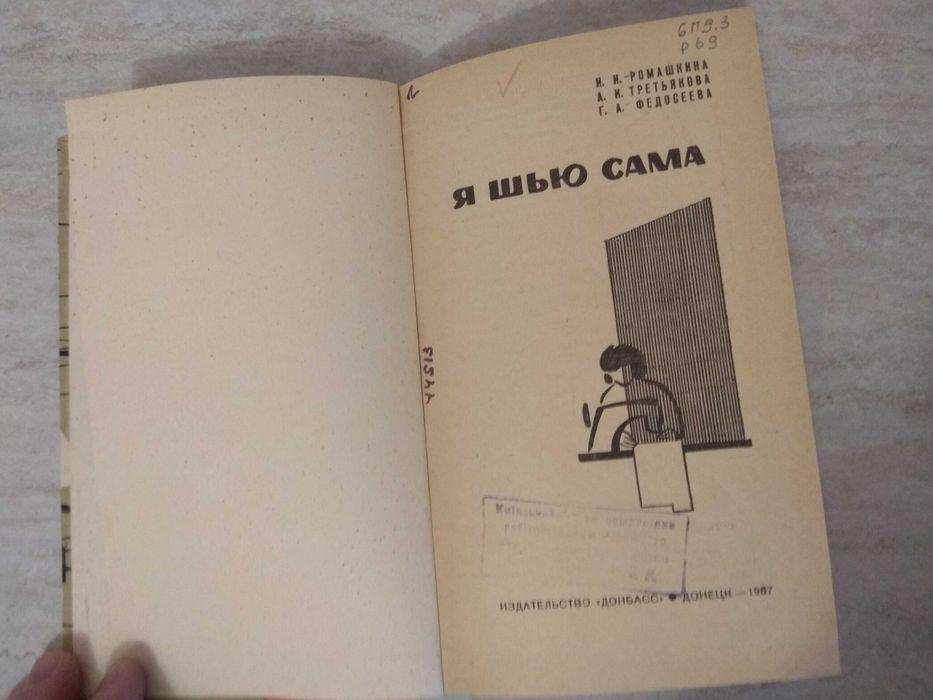 6П9.3
Р69
И. И. РОМАШКИНА
А. И. ТРЕТЬЯКОВА
Г. А. ФЕДОСЕЕВА
Я ШЬЮ САМА
ИЗДАТЕЛЬСТВО «ДОНБАСС» ● ДОНЕЦК — 1967